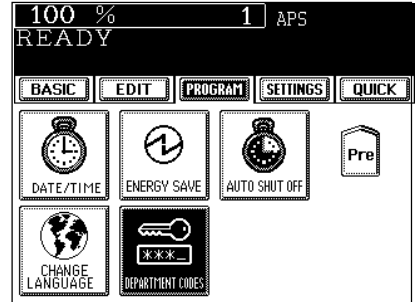 100 % 1 APS
READY
BASIC EDIT PROGRAM SETTINGS QUICK
DATE/TIME ENERGY SAVE AUTO SHUT OFF Pre
CHANGE
LANGUAGE
***_
DEPARTMENT CODES